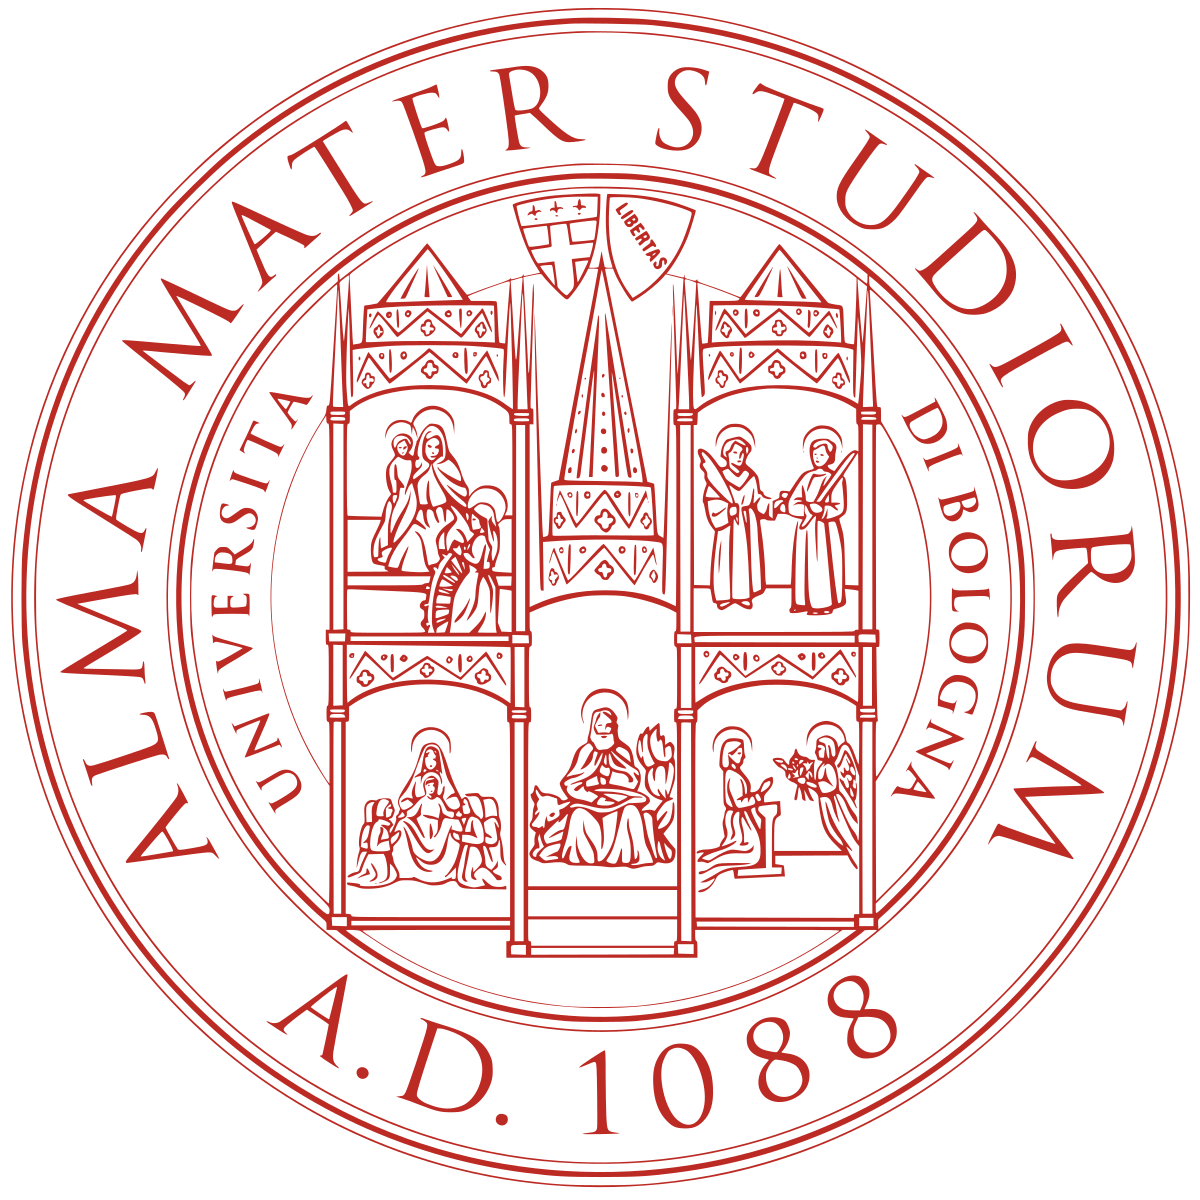 ALMA MATER STUDIORUM
A.D. 1088
UNIVERSITA
DI BOLOGNA
LIBERTAS